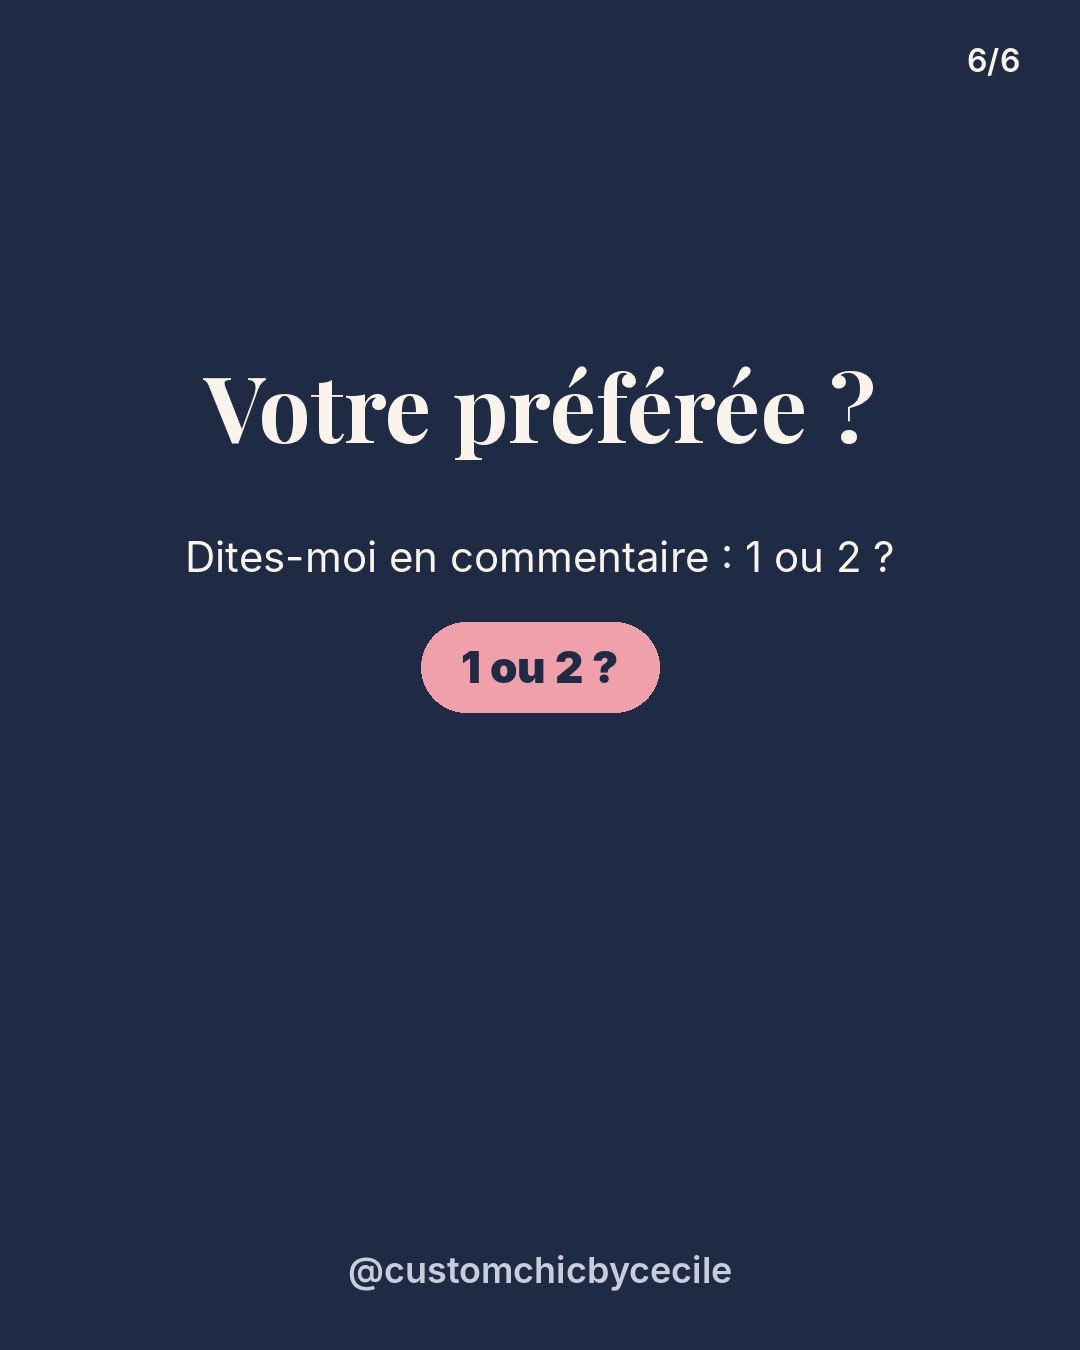 6/6
Votre préférée ?
Dites-moi en commentaire : 1 ou 2 ?
1 ou 2 ?
@customchicbycecile